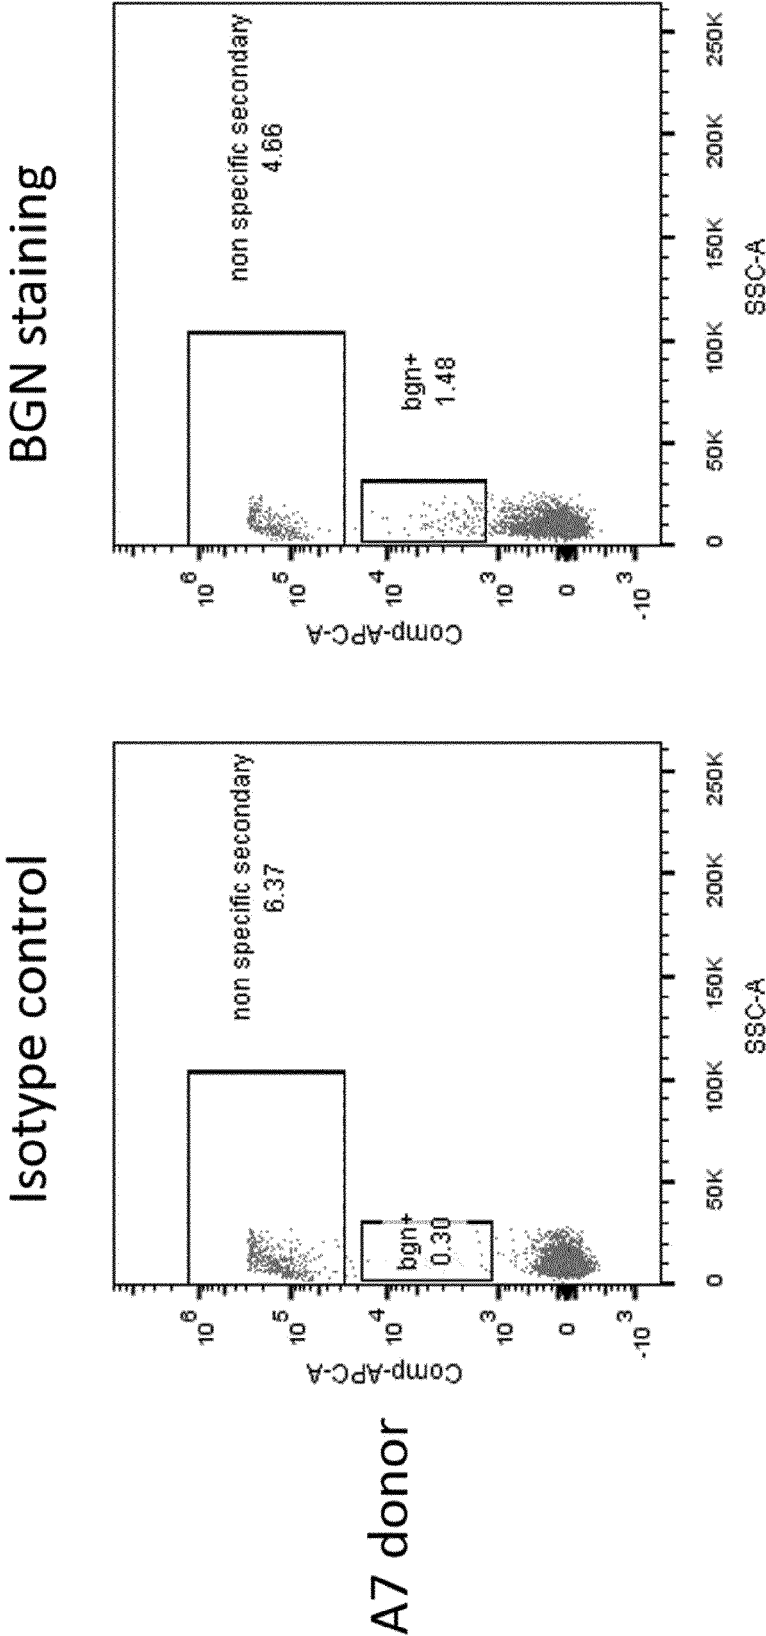 Isotype control
BGN staining
A7 donor
non specific secondary
6.37
bgn+
0.30
10 6
10 5
10 4
10 3
0
-10 3
Comp-APC-A
0
50K
100K
150K
200K
250K
SSC-A
non specific secondary
4.66
bgn+
1.48
10 6
10 5
10 4
10 3
0
-10 3
Comp-APC-A
0
50K
100K
150K
200K
250K
SSC-A